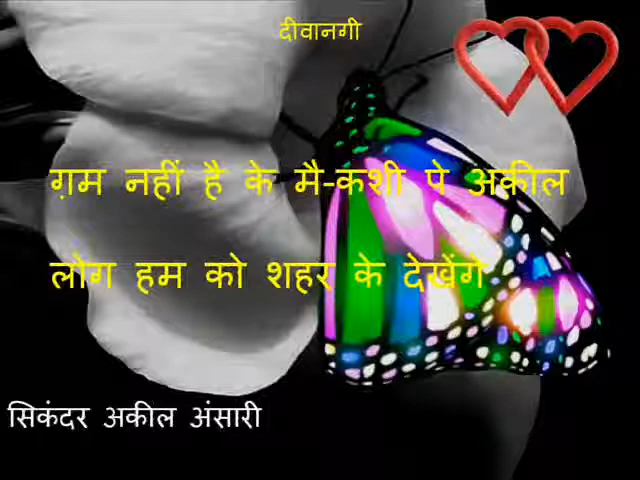 दीवानगी
ग़म नहीं है के मै-कशी पे अकील
लोग हम को शहर के देखेंगे
सिकंदर अकील अंसारी